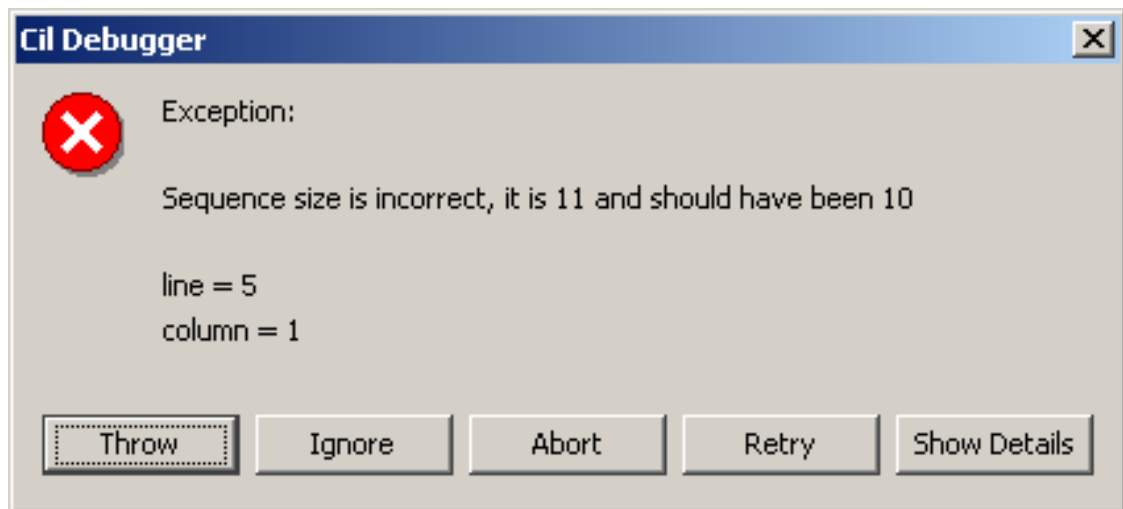 Cil Debugger
Exception:
Sequence size is incorrect, it is 11 and should have been 10
line = 5
column = 1
Throw Ignore Abort Retry Show Details